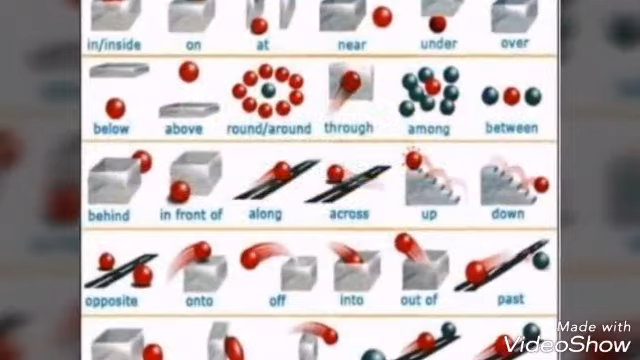 in/inside on at near under over
below above round/around through among between
behind in front of along across up down
opposite onto off into out of past
Made with
VideoShow